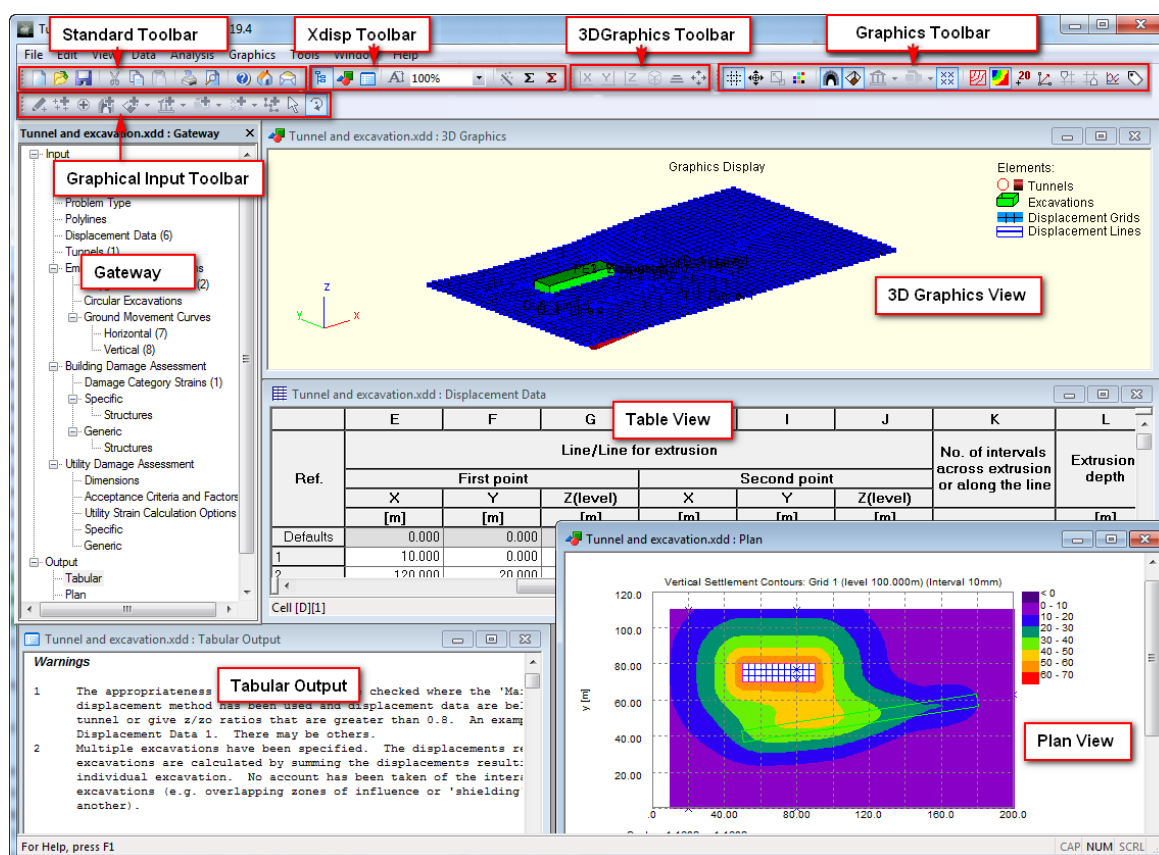 Tu 19.4
Standard Toolbar
Xdisp Toolbar
3DGraphics Toolbar
Graphics Toolbar
File Edit View Data Analysis Graphics Tools Window Help
100%
Σ Σ
X Y Z
20
Tunnel and excavation.xdd : Gateway
Input
Graphical Input Toolbar
Problem Type
Polylines
Displacement Data (6)
Tunnels (1)
Gateway
(2)
Circular Excavations
Ground Movement Curves
Horizontal (7)
Vertical (8)
Building Damage Assessment
Damage Category Strains (1)
Specific
Structures
Generic
Structures
Utility Damage Assessment
Dimensions
Acceptance Criteria and Factors
Utility Strain Calculation Options
Specific
Generic
Output
Tabular
Plan
Tunnel and excavation.xdd : 3D Graphics
Graphics Display
Elements:
Tunnels
Excavations
Displacement Grids
Displacement Lines
z
y
x
3D Graphics View
Tunnel and excavation.xdd : Displacement Data
Table View
E F G I J K L
Line/Line for extrusion
No. of intervals
across extrusion
or along the line
Extrusion
depth
Ref.
First point Second point
X Y Z(level) X Y Z(level)
[m] [m] [m] [m] [m] [m] [m]
Defaults 0.000 0.000
1 10.000 0.000
2 120.000 20.000
Cell [D][1]
Tunnel and excavation.xdd : Tabular Output
Warnings
Tabular Output
1 The appropriateness checked where the 'Ma
displacement method has been used and displacement data are be
tunnel or give z/zo ratios that are greater than 0.8. An examp
Displacement Data 1. There may be others.
2 Multiple excavations have been specified. The displacements re
excavations are calculated by summing the displacements result
individual excavation. No account has been taken of the intera
excavations (e.g. overlapping zones of influence or 'shielding'
another).
Tunnel and excavation.xdd : Plan
Vertical Settlement Contours: Grid 1 (level 100.000m) (Interval 10mm)
120.0
100.0
80.00
60.00
40.00
20.00
y [m]
.0 40.00 80.00 120.0 160.0 200.0
< 0
0 - 10
10 - 20
20 - 30
30 - 40
40 - 50
50 - 60
60 - 70
Plan View
For Help, press F1
CAP NUM SCRL